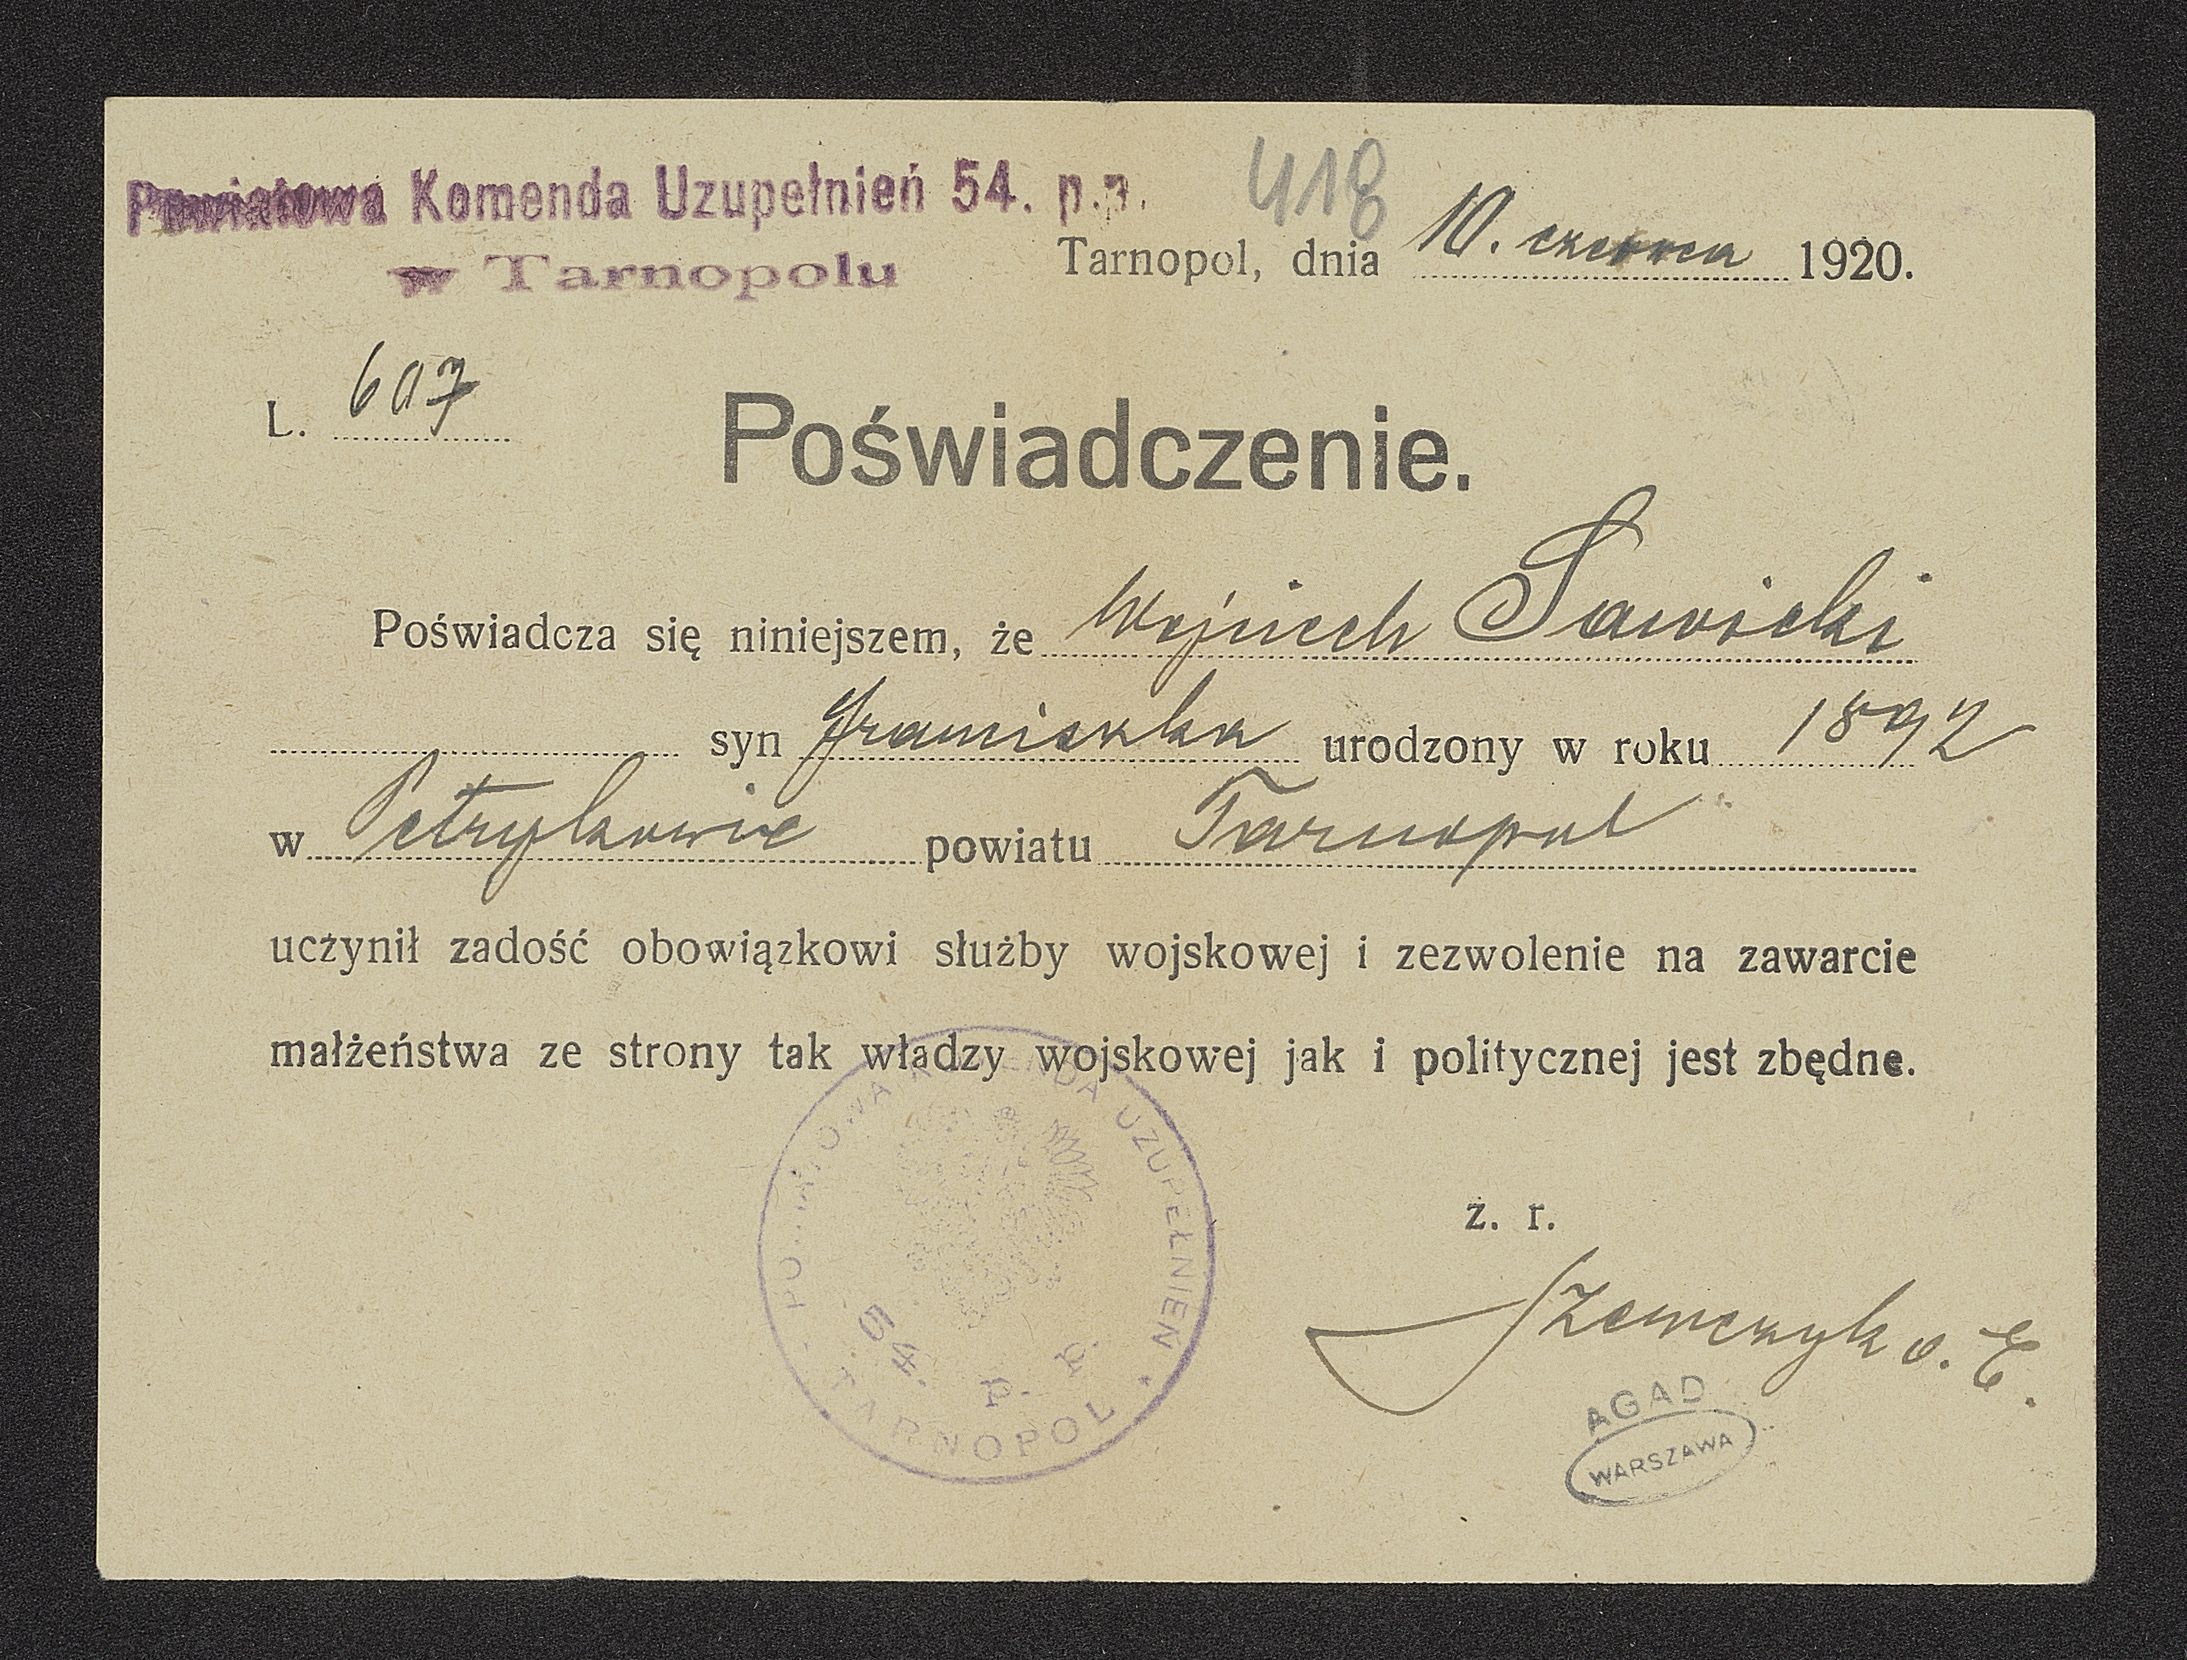 Powiatowa Komenda Uzupełnień 54. p.p.
w Tarnopolu
418
Tarnopol, dnia 10. czerwca 1920.
L. 607
Poświadczenie.
Poświadcza się niniejszem, że Wojciech Sawicki
syn Franciszka urodzony w roku 1892
w Petrykowie powiatu Tarnopol
uczynił zadość obowiązkowi służby wojskowej i zezwolenie na zawarcie
małżeństwa ze strony tak władzy wojskowej jak i politycznej jest zbędne.
POWIATOWA KOMENDA UZUPEŁNIEŃ
54. p. p.
TARNOPOL
z. r.
Szewczyk
AGAD
WARSZAWA